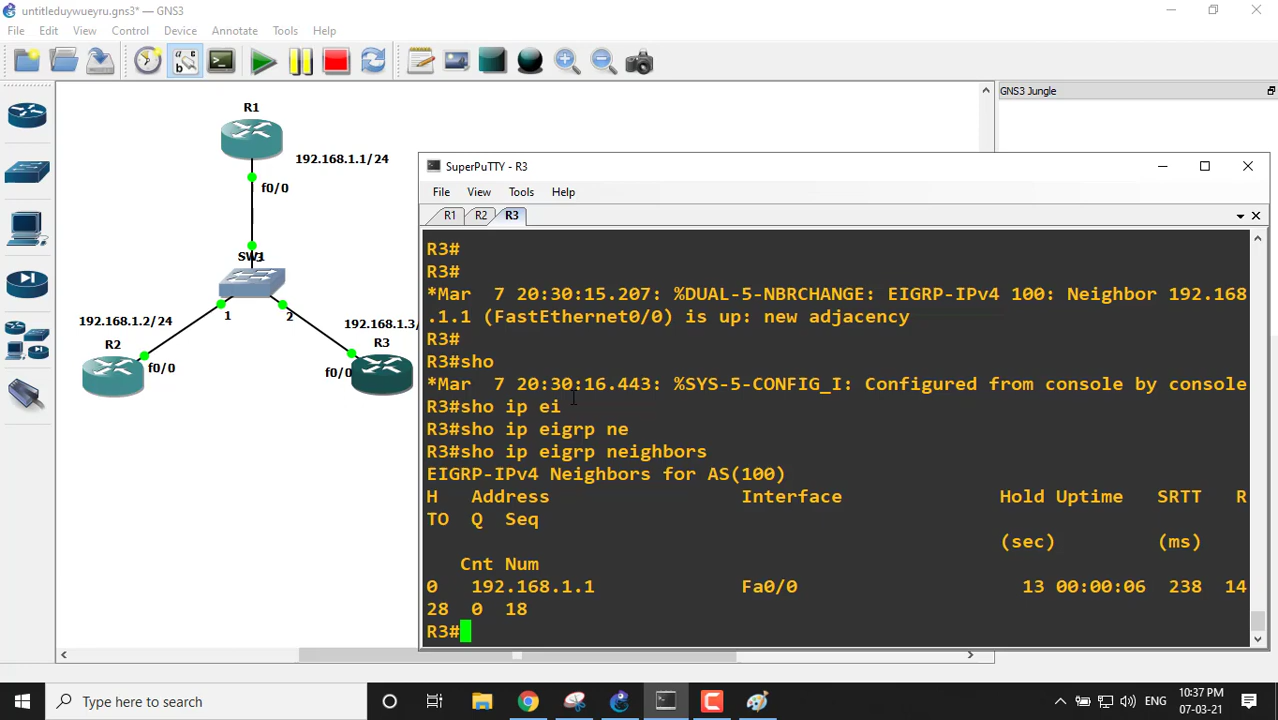 untitleduywueyru.gns3* — GNS3
File Edit View Control Device Annotate Tools Help
GNS3 Jungle
R1
192.168.1.1/24
f0/0
SW1
1
2
192.168.1.2/24
R2
f0/0
192.168.1.3/
R3
f0/0
SuperPuTTY - R3
File View Tools Help
R1 R2 R3
R3#
R3#
*Mar 7 20:30:15.207: %DUAL-5-NBRCHANGE: EIGRP-IPv4 100: Neighbor 192.168
.1.1 (FastEthernet0/0) is up: new adjacency
R3#
R3#sho
*Mar 7 20:30:16.443: %SYS-5-CONFIG_I: Configured from console by console
R3#sho ip ei
R3#sho ip eigrp ne
R3#sho ip eigrp neighbors
EIGRP-IPv4 Neighbors for AS(100)
H Address Interface Hold Uptime SRTT R
TO Q Seq
(sec) (ms)
Cnt Num
0 192.168.1.1 Fa0/0 13 00:00:06 238 14
28 0 18
R3#
Type here to search
ENG
10:37 PM
07-03-21